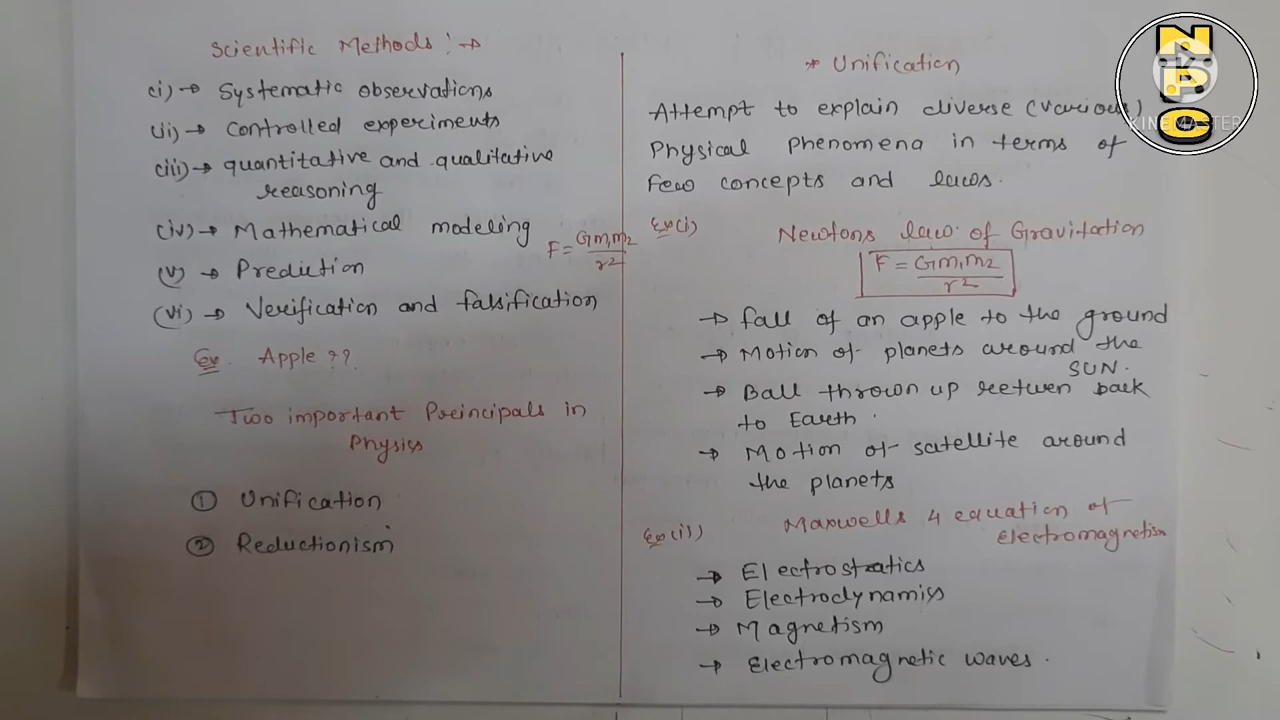 Scientific Methods :→
(i) → Systematic observations
(ii) → Controlled experiments
(iii) → quantitative and qualitative
reasoning
(iv) → Mathematical modeling
F = Gm1m2/r²
(v) → Prediction
(vi) → Verification and falsification
Ex. Apple ??
Two important Principals in
Physics
① Unification
② Reductionism
* Unification
Attempt to explain diverse (various)
Physical phenomena in terms of
Few concepts and laws.
Ex (i) Newtons law of Gravitation
F = Gm1m2/r²
→ fall of an apple to the ground
→ Motion of planets around the
SUN.
→ Ball thrown up reeturen back
to Earth.
→ Motion of satellite around
the planets
Ex (ii) Maxwells 4 equation of
Electromagnetism
→ Electrostatics
→ Electrodynamiss
→ Magnetism
→ Electromagnetic waves.
NPC
KINEMASTER